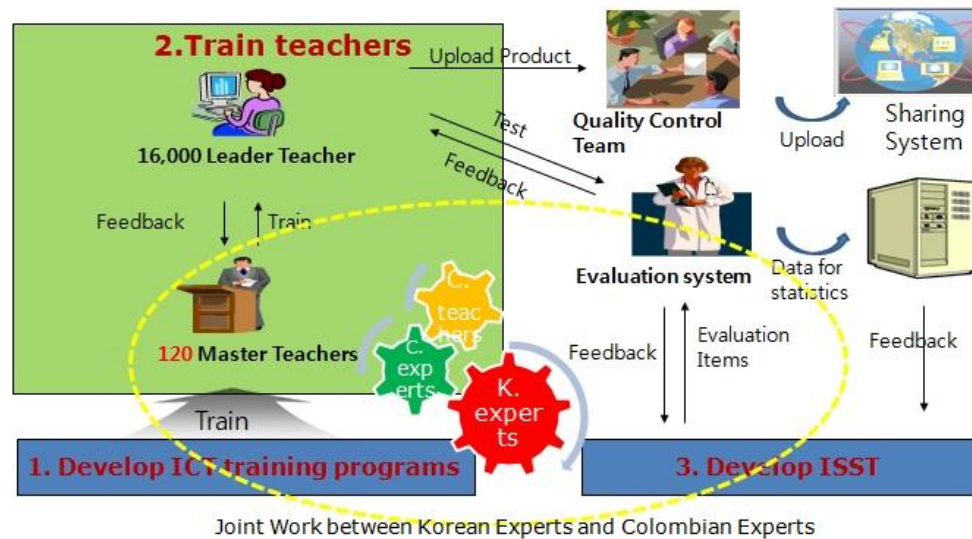 2.Train teachers
Upload Product
16,000 Leader Teacher
Test
Feedback
Quality Control
Team
Upload
Sharing
System
Feedback
Train
Evaluation system
Data for
statistics
120 Master Teachers
C.
teac
hers
C.
exp
erts
K.
exper
ts
Feedback
Evaluation
Items
Feedback
Train
1. Develop ICT training programs
3. Develop ISST
Joint Work between Korean Experts and Colombian Experts